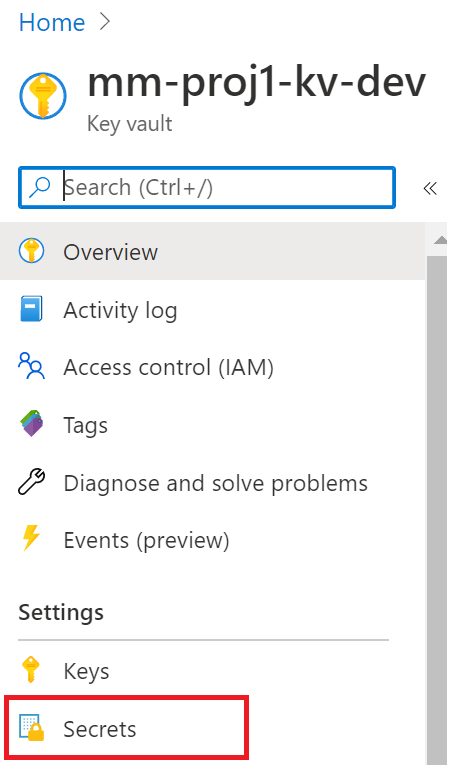 Home >
mm-proj1-kv-dev
Key vault
Search (Ctrl+/)
«
Overview
Activity log
Access control (IAM)
Tags
Diagnose and solve problems
Events (preview)
Settings
Keys
Secrets